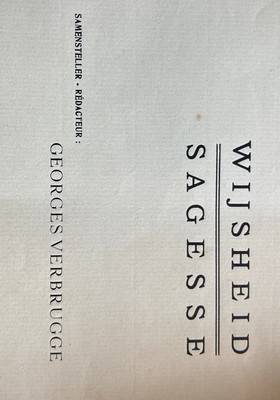 WIJSHEID
SAGESSE
SAMENSTELLER - RÉDACTEUR :
GEORGES VERBRUGGE